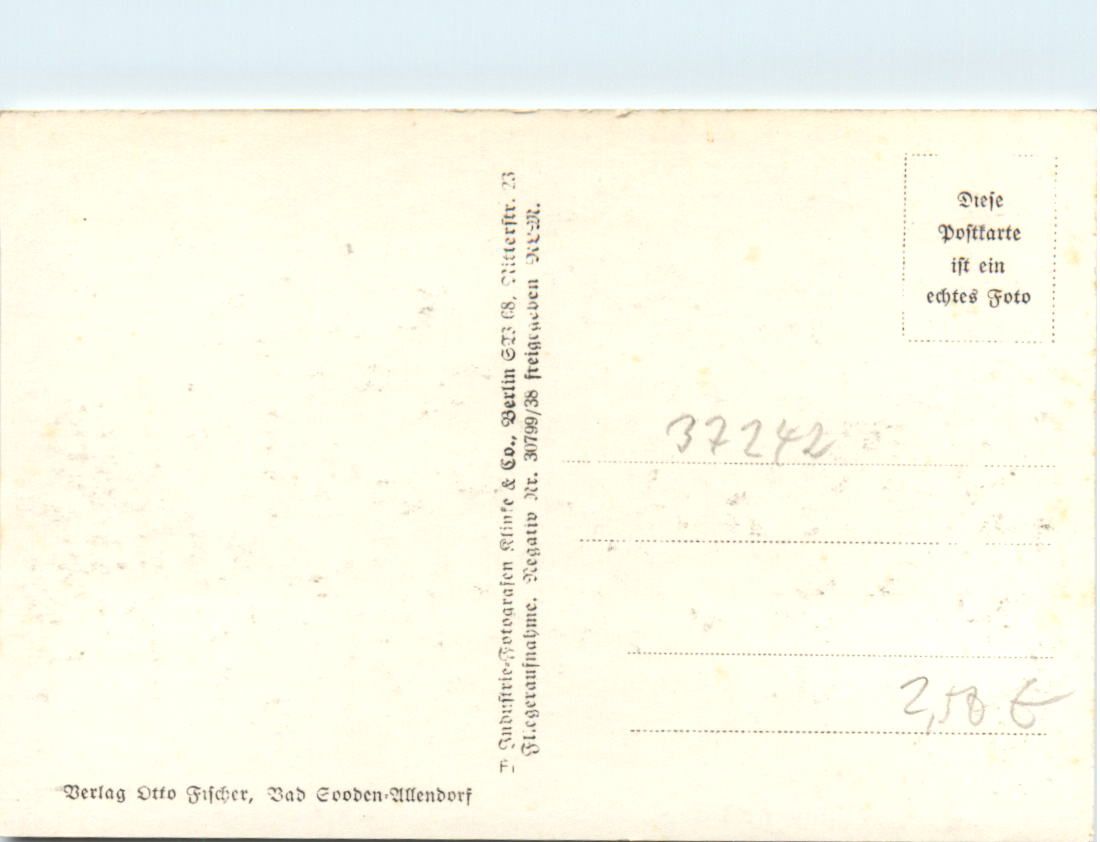 Verlag Otto Fischer, Bad Sooden-Allendorf
Fi
Industrie-Fotografen Klinke & Co., Berlin SW 68, Ritterstr. 23
Fliegeraufnahme. Negativ Nr. 30799/38 freigegeben RLM.
Diese
Postkarte
ist ein
echtes Foto
37242
2,50 €